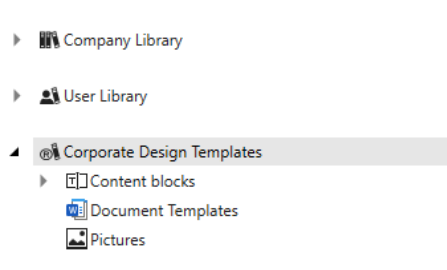 Company Library
User Library
Corporate Design Templates
Content blocks
Document Templates
Pictures